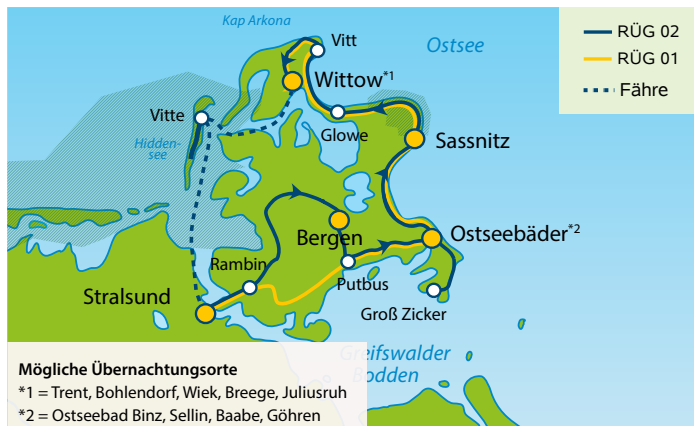 Kap Arkona
Vitt
Ostsee
RÜG 02
RÜG 01
Fähre
Wittow*1
Vitte
Glowe
Hidden-
see
Sassnitz
Bergen
Ostseebäder*2
Rambin
Putbus
Stralsund
Groß Zicker
Greifswalder
Bodden
Mögliche Übernachtungsorte
*1 = Trent, Bohlendorf, Wiek, Breege, Juliusruh
*2 = Ostseebad Binz, Sellin, Baabe, Göhren